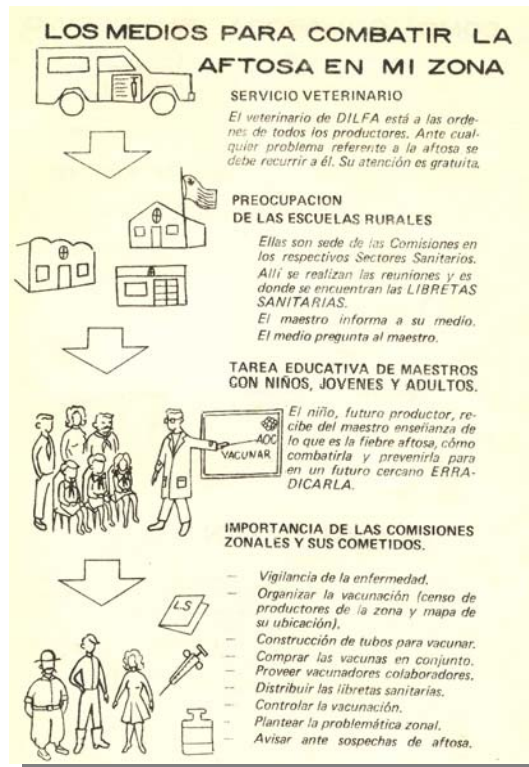 LOS MEDIOS PARA COMBATIR LA
AFTOSA EN MI ZONA
SERVICIO VETERINARIO
El veterinario de DILFA está a las orde-
nes de todos los productores. Ante cual-
quier problema referente a la aftosa se
debe recurrir a él. Su atención es gratuita.
PREOCUPACION
DE LAS ESCUELAS RURALES
Ellas son sede de las Comisiones en
los respectivos Sectores Sanitarios.
Allí se realizan las reuniones y es
donde se encuentran las LIBRETAS
SANITARIAS.
El maestro informa a su medio.
El medio pregunta al maestro.
TAREA EDUCATIVA DE MAESTROS
CON NIÑOS, JOVENES Y ADULTOS.
AOC
VACUNAR
El niño, futuro productor, re-
cibe del maestro enseñanza de
lo que es la fiebre aftosa, cómo
combatirla y prevenirla para
en un futuro cercano ERRA-
DICARLA.
IMPORTANCIA DE LAS COMISIONES
ZONALES Y SUS COMETIDOS.
L.S
— Vigilancia de la enfermedad.
— Organizar la vacunación (censo de
productores de la zona y mapa de
su ubicación).
— Construcción de tubos para vacunar.
— Comprar las vacunas en conjunto.
— Proveer vacunadores colaboradores.
— Distribuir las libretas sanitarias.
— Controlar la vacunación.
— Plantear la problemática zonal.
— Avisar ante sospechas de aftosa.